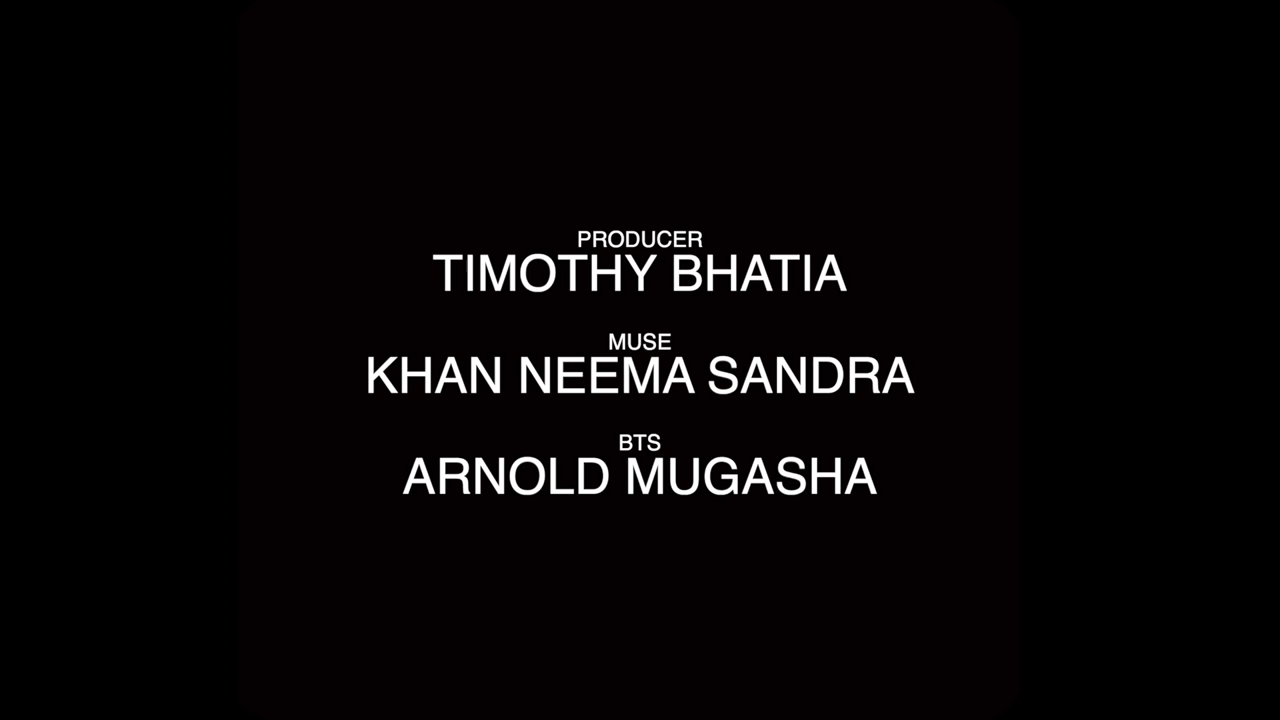 PRODUCER
TIMOTHY BHATIA
MUSE
KHAN NEEMA SANDRA
BTS
ARNOLD MUGASHA